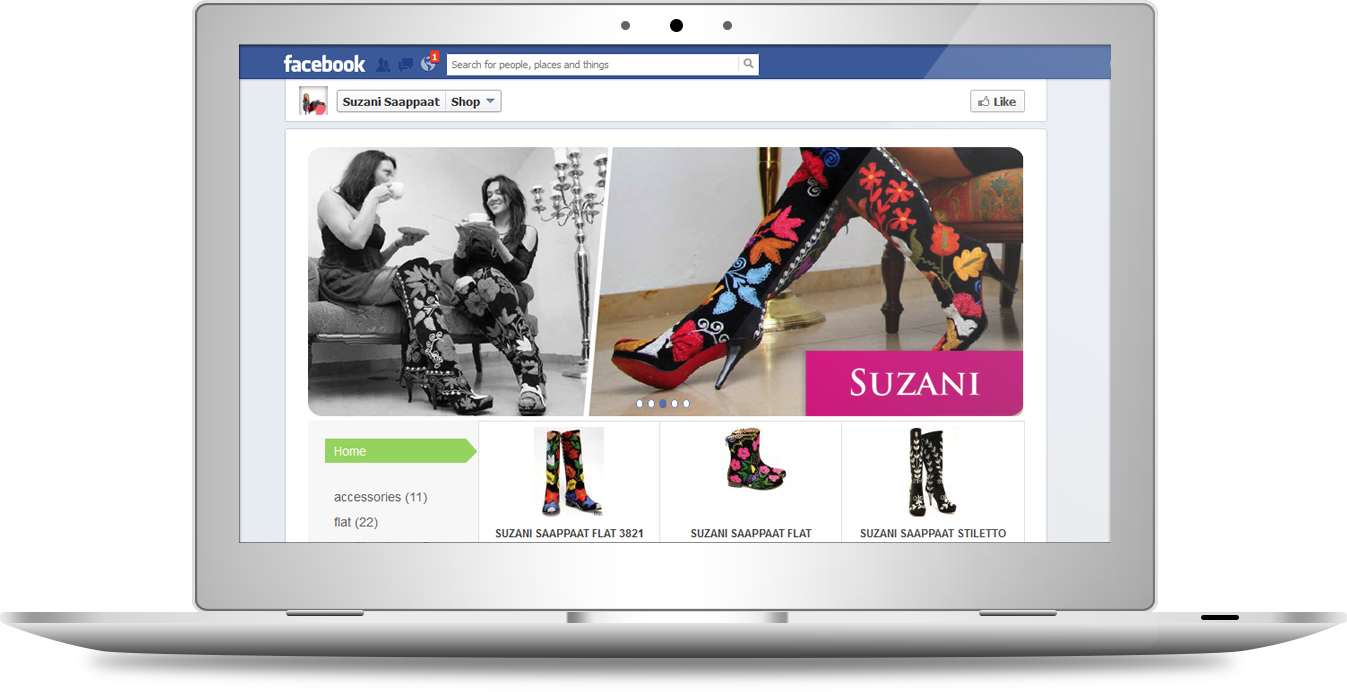 facebook
1
Search for people, places and things
Suzani Saappaat
Shop
Like
SUZANI
Home
accessories (11)
flat (22)
SUZANI SAAPPAAT FLAT 3821
SUZANI SAAPPAAT FLAT
SUZANI SAAPPAAT STILETTO